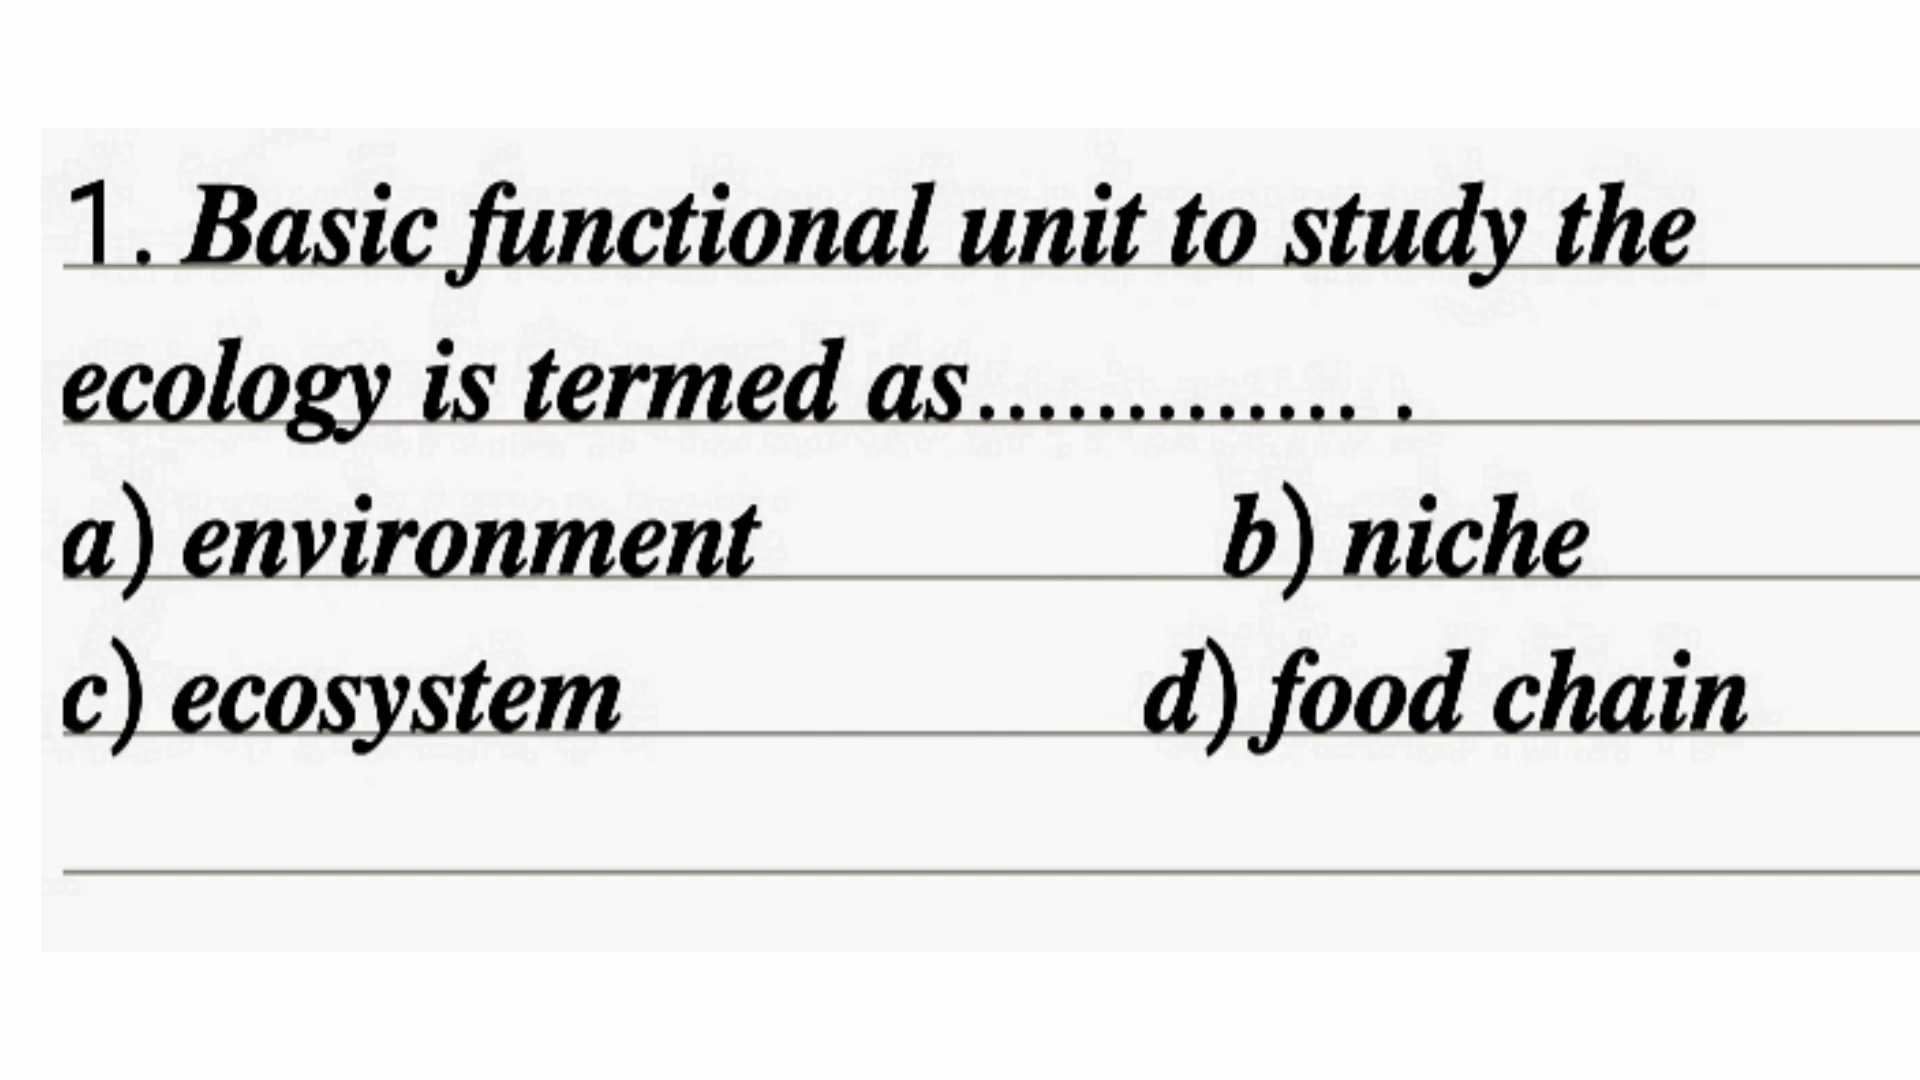 1. Basic functional unit to study the
ecology is termed as............. .
a) environment b) niche
c) ecosystem d) food chain